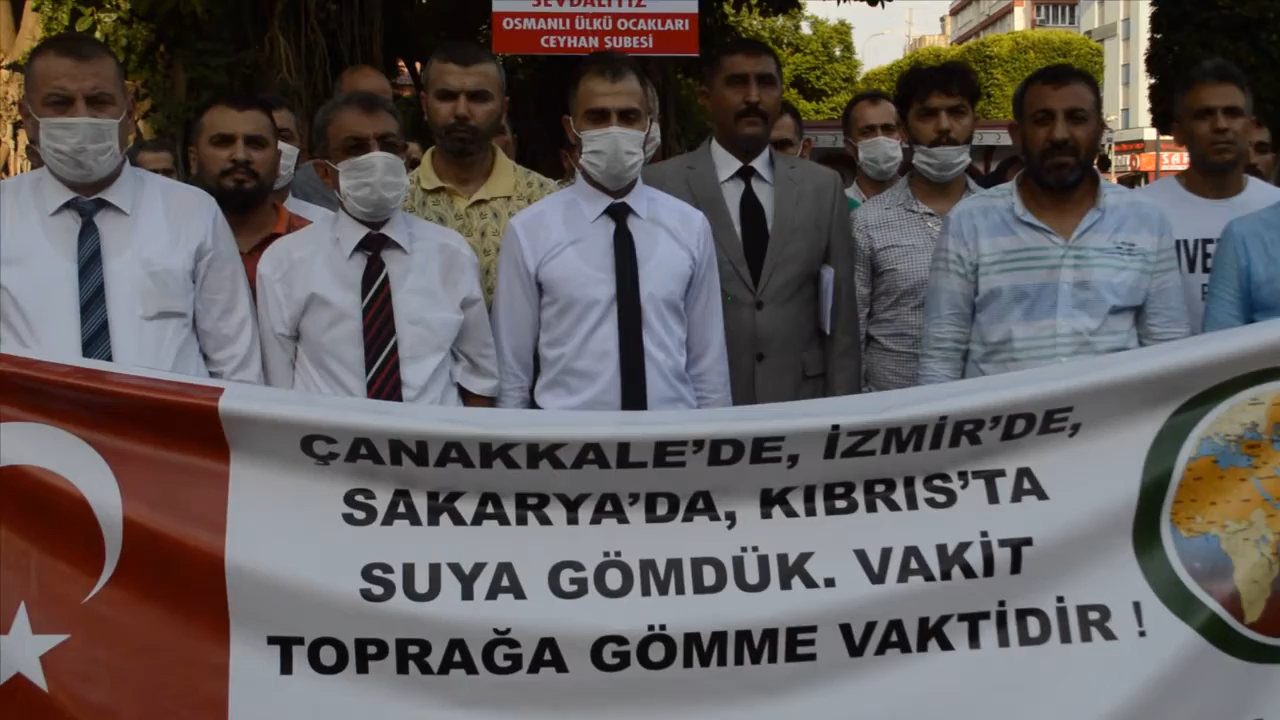 SEVDALIYIZ
OSMANLI ÜLKÜ OCAKLARI
CEYHAN ŞUBESİ
ÇANAKKALE'DE, İZMİR'DE,
SAKARYA'DA, KIBRIS'TA
SUYA GÖMDÜK. VAKİT
TOPRAĞA GÖMME VAKTİDİR !